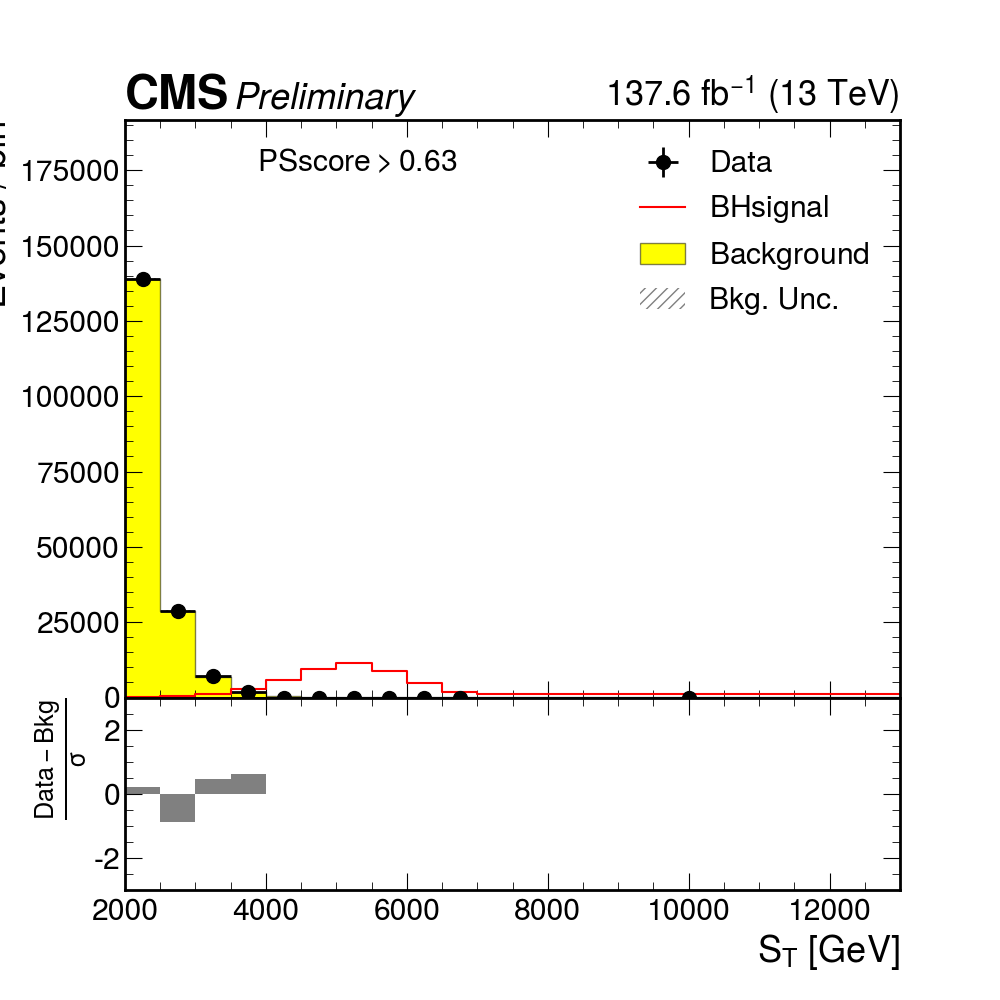 CMS Preliminary
137.6 fb⁻¹ (13 TeV)
PSscore > 0.63
Data
BHsignal
Background
Bkg. Unc.
175000
150000
125000
100000
75000
50000
25000
0
Data – Bkg
σ
2
0
-2
2000 4000 6000 8000 10000 12000
S_T [GeV]